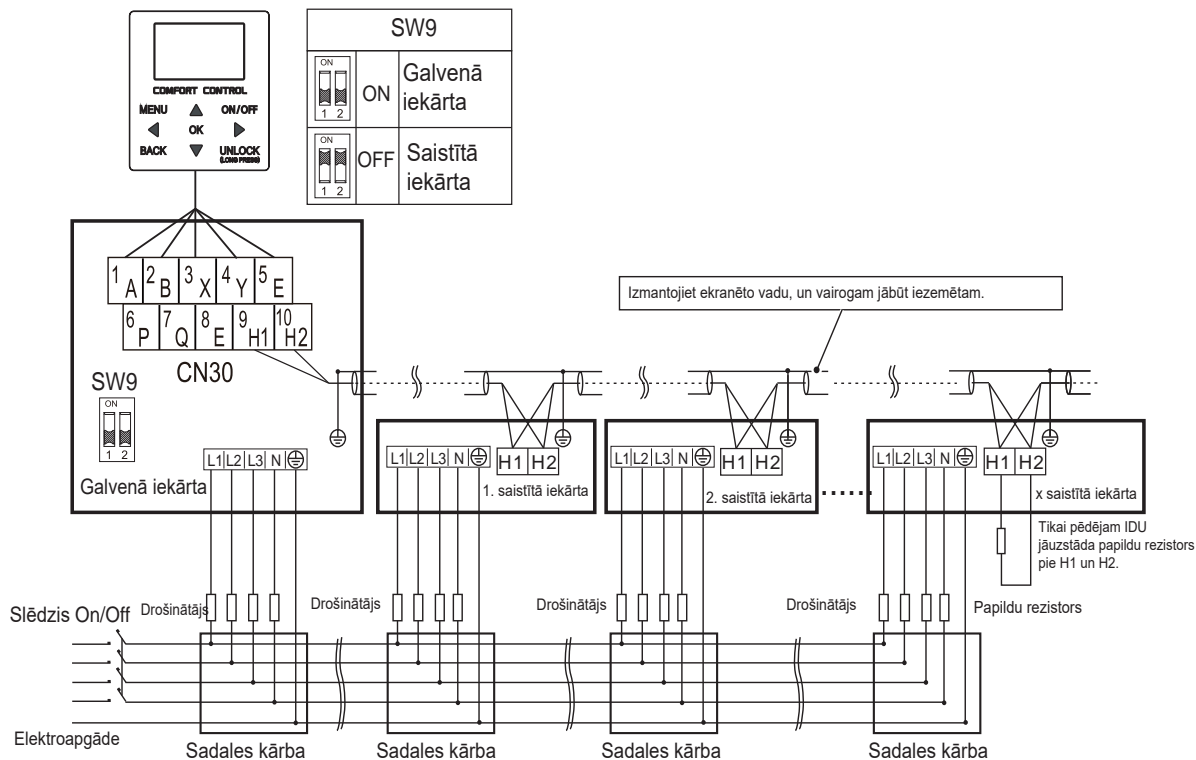 COMFORT CONTROL
MENU
ON/OFF
OK
BACK
UNLOCK
(LONG PRESS)
SW9
ON
1 2
ON
Galvenā
iekārta
ON
1 2
OFF
Saistītā
iekārta
1 A 2 B 3 X 4 Y 5 E
6 P 7 Q 8 E 9 H1 10 H2
CN30
SW9
ON
1 2
L1 L2 L3 N
Galvenā iekārta
Izmantojiet ekranēto vadu, un vairogam jābūt iezemētam.
L1 L2 L3 N
H1 H2
1. saistītā iekārta
L1 L2 L3 N
H1 H2
2. saistītā iekārta
L1 L2 L3 N
H1 H2
x saistītā iekārta
Tikai pēdējam IDU
jāuzstāda papildu rezistors
pie H1 un H2.
Slēdzis On/Off
Drošinātājs
Drošinātājs
Drošinātājs
Drošinātājs
Papildu rezistors
Elektroapgāde
Sadales kārba
Sadales kārba
Sadales kārba
Sadales kārba